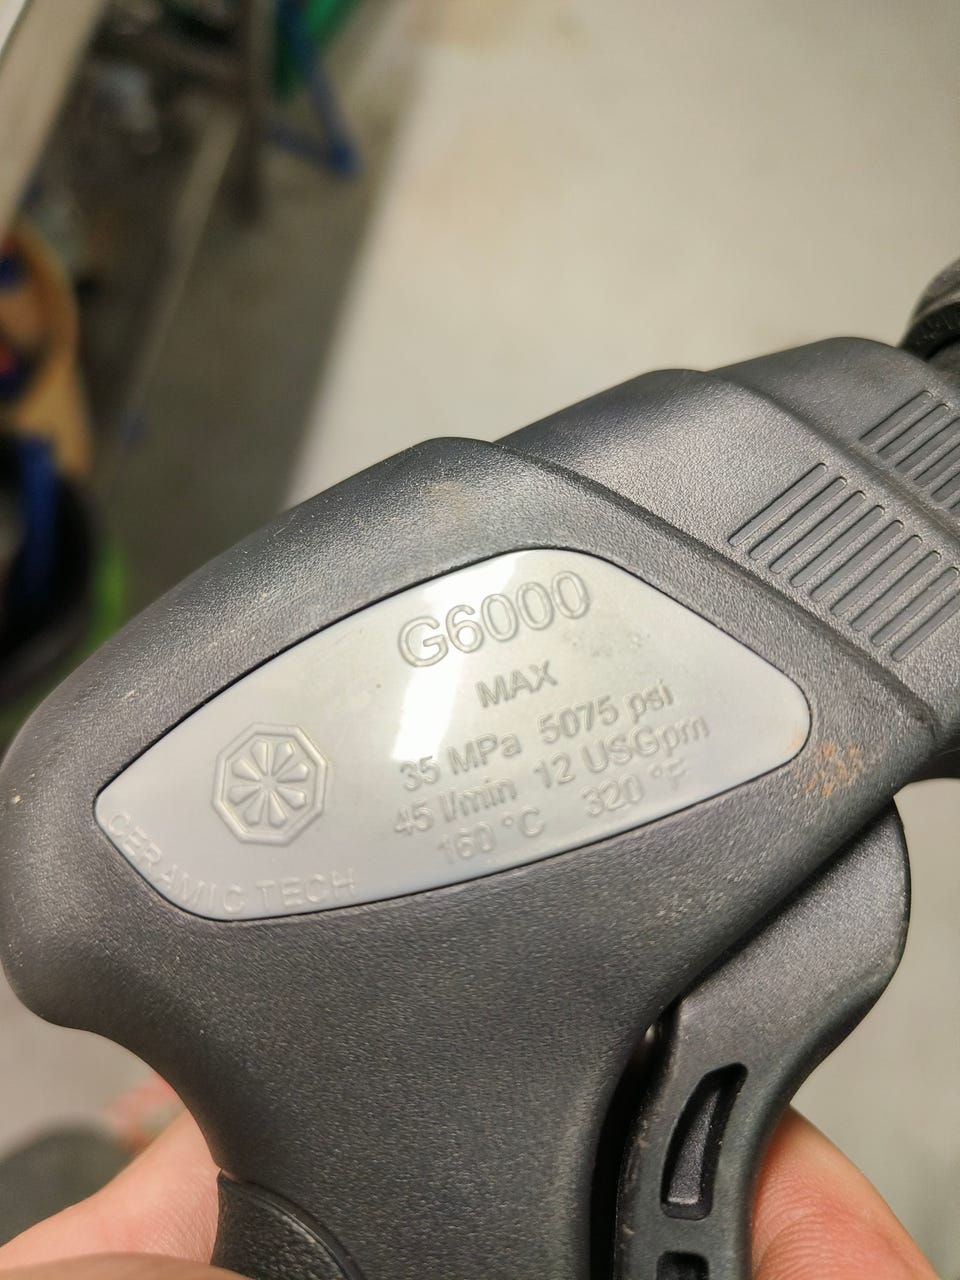 G6000
MAX
35 MPa 5075 psi
45 l/min 12 USGpm
160 °C 320 °F
CERAMIC TECH